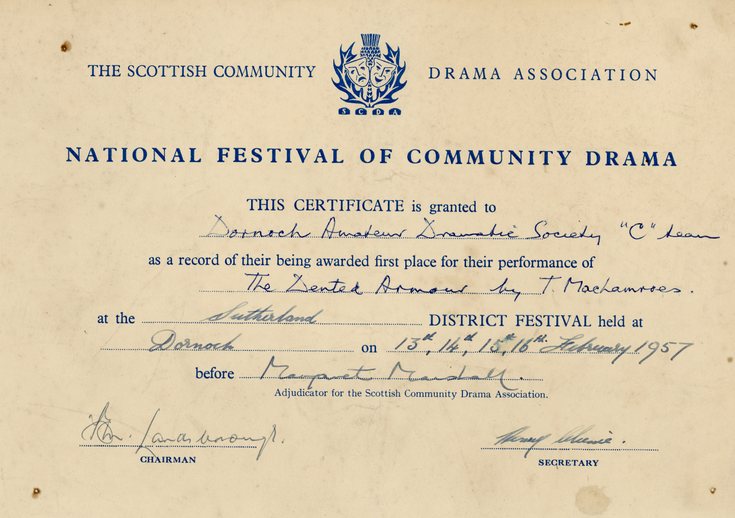 THE SCOTTISH COMMUNITY DRAMA ASSOCIATION
SCDA
NATIONAL FESTIVAL OF COMMUNITY DRAMA
THIS CERTIFICATE is granted to
Dornoch Amateur Dramatic Society "C" team
as a record of their being awarded first place for their performance of
The Dented Armour by T.
at the Sutherland DISTRICT FESTIVAL held at
Dornoch on 13th, 14th, 15th, 16th February 1957
before Margaret Marshall.
Adjudicator for the Scottish Community Drama Association.
Landsborough.
CHAIRMAN
SECRETARY